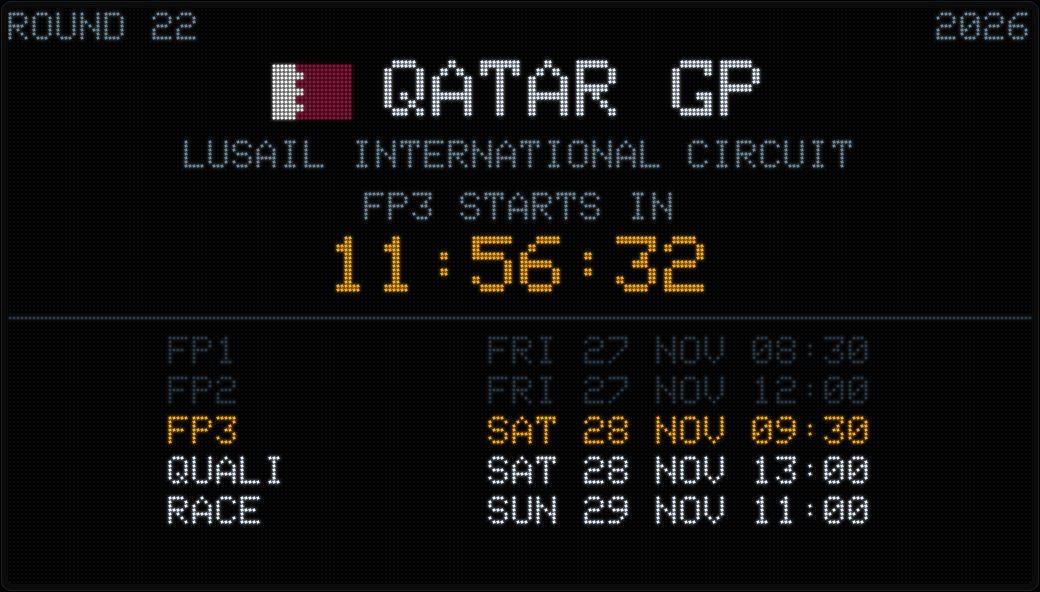 ROUND 22 2026
QATAR GP
LUSAIL INTERNATIONAL CIRCUIT
FP3 STARTS IN
11:56:32
FP1 FRI 27 NOV 08:30
FP2 FRI 27 NOV 12:00
FP3 SAT 28 NOV 09:30
QUALI SAT 28 NOV 13:00
RACE SUN 29 NOV 11:00